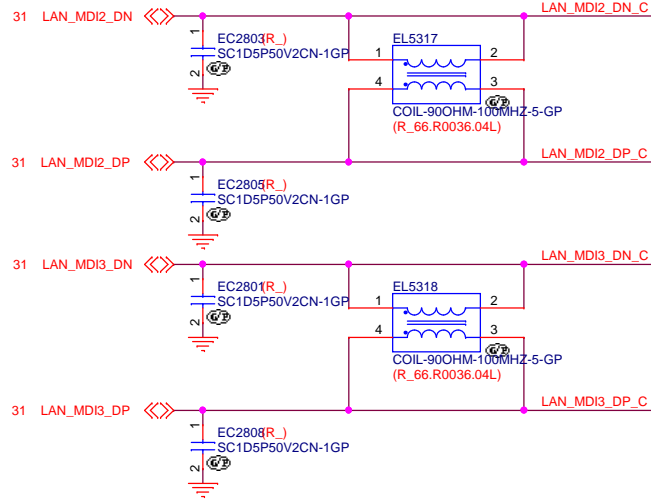 31 LAN_MDI2_DN LAN_MDI2_DN_C
1 EC2803(R_)
SC1D5P50V2CN-1GP
2 G/P
EL5317
1 2
4 3
G/P
COIL-90OHM-100MHZ-5-GP
(R_66.R0036.04L)
31 LAN_MDI2_DP LAN_MDI2_DP_C
1 EC2805(R_)
SC1D5P50V2CN-1GP
2 G/P
31 LAN_MDI3_DN LAN_MDI3_DN_C
1 EC2801(R_)
SC1D5P50V2CN-1GP
2 G/P
EL5318
1 2
4 3
G/P
COIL-90OHM-100MHZ-5-GP
(R_66.R0036.04L)
31 LAN_MDI3_DP LAN_MDI3_DP_C
1 EC2808(R_)
SC1D5P50V2CN-1GP
2 G/P